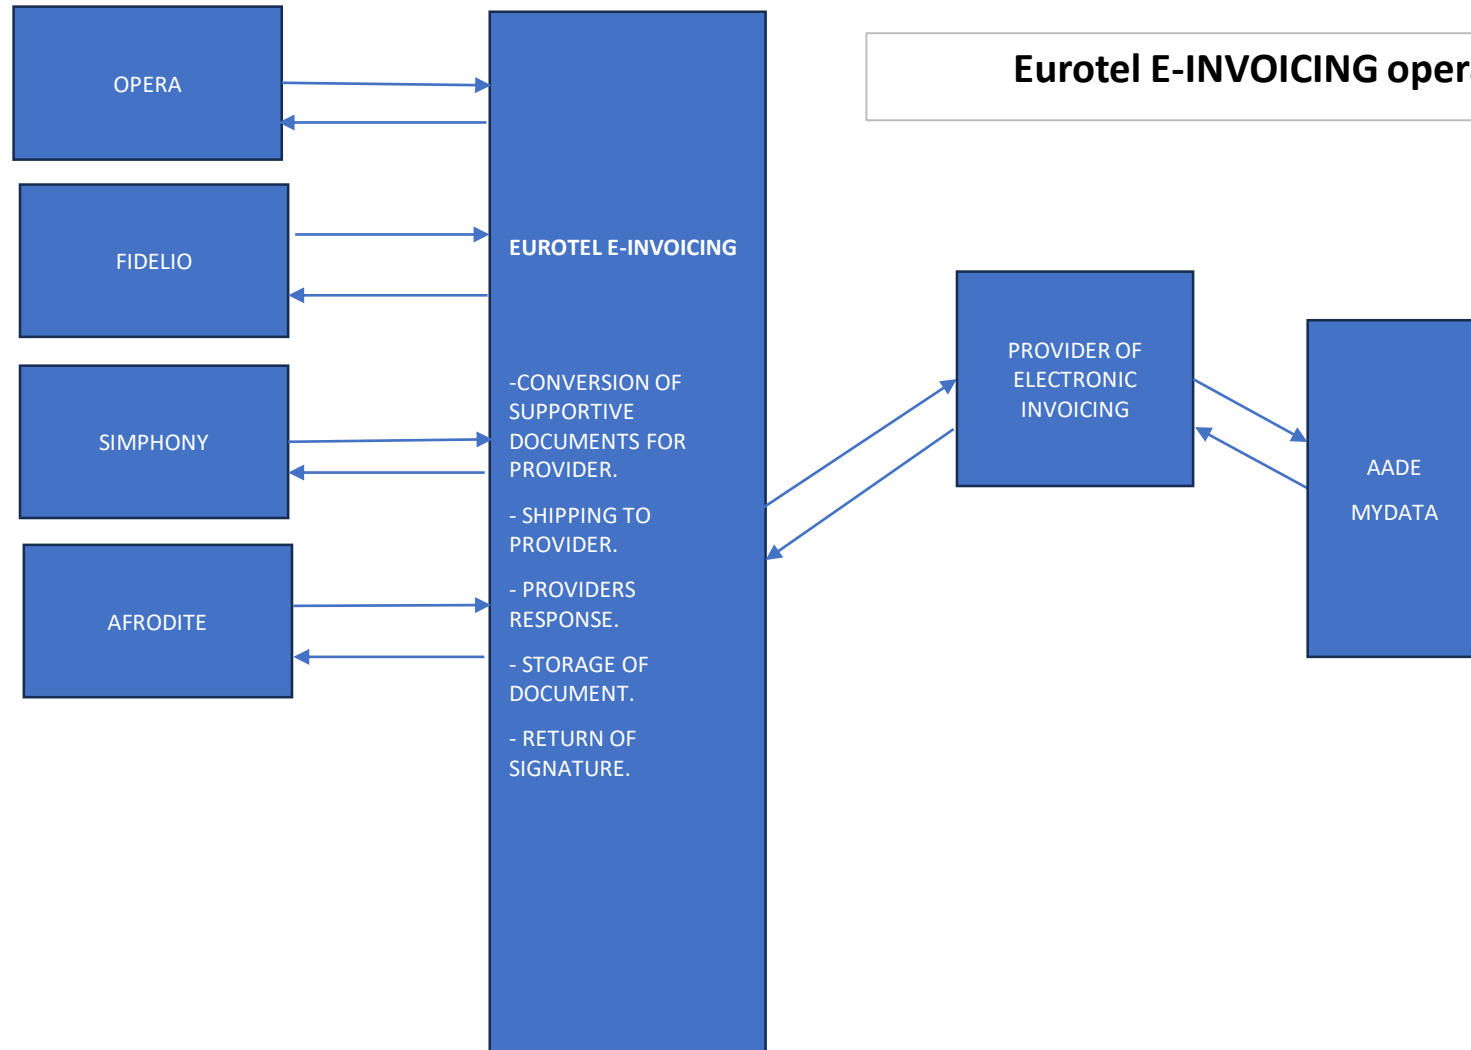 OPERA
Eurotel E-INVOICING oper
FIDELIO
EUROTEL E-INVOICING
SIMPHONY
AFRODITE
-CONVERSION OF
SUPPORTIVE
DOCUMENTS FOR
PROVIDER.
- SHIPPING TO
PROVIDER.
- PROVIDERS
RESPONSE.
- STORAGE OF
DOCUMENT.
- RETURN OF
SIGNATURE.
PROVIDER OF
ELECTRONIC
INVOICING
AADE
MYDATA